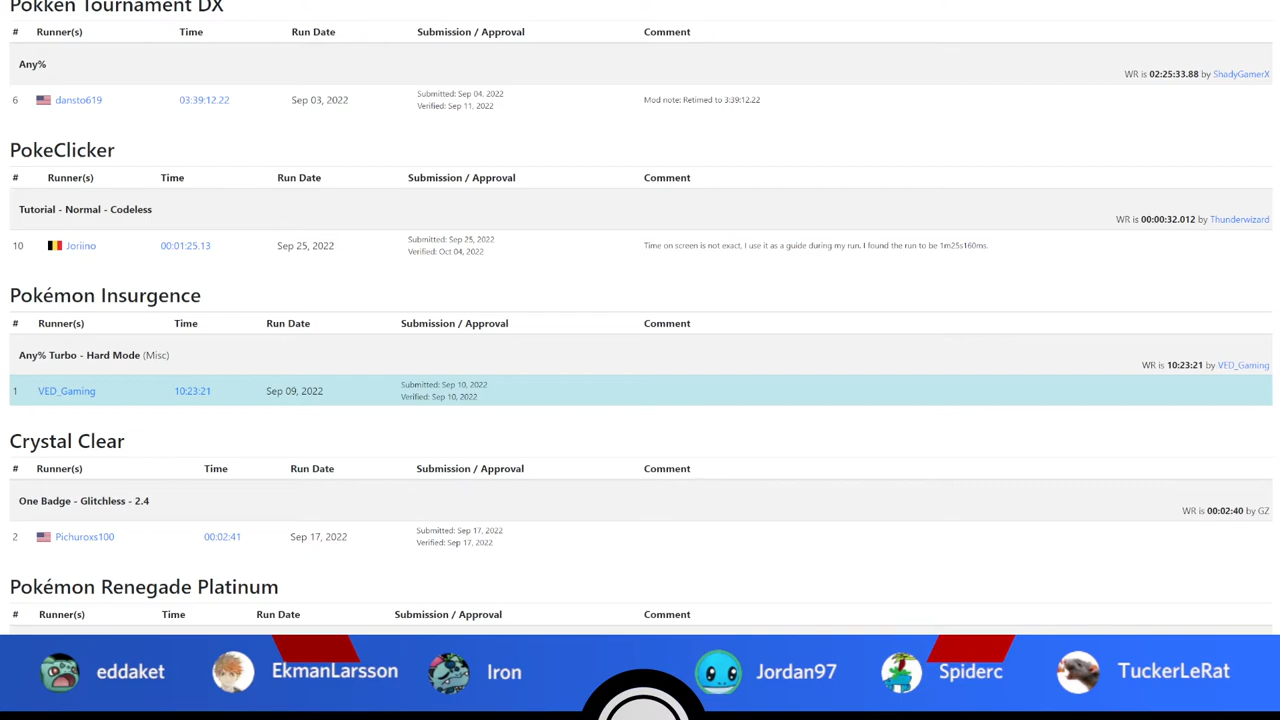 Pokkén Tournament DX
# Runner(s) Time Run Date Submission / Approval Comment
Any%
WR is 02:25:33.88 by ShadyGamerX
6 dansto619 03:39:12.22 Sep 03, 2022 Submitted: Sep 04, 2022 Mod note: Retimed to 3:39:12.22
Verified: Sep 11, 2022
PokeClicker
# Runner(s) Time Run Date Submission / Approval Comment
Tutorial - Normal - Codeless
WR is 00:00:32.012 by Thunderwizard
10 Joriino 00:01:25.13 Sep 25, 2022 Submitted: Sep 25, 2022 Time on screen is not exact, I use it as a guide during my run. I found the run to be 1m25s160ms.
Verified: Oct 04, 2022
Pokémon Insurgence
# Runner(s) Time Run Date Submission / Approval Comment
Any% Turbo - Hard Mode (Misc)
WR is 10:23:21 by VED_Gaming
1 VED_Gaming 10:23:21 Sep 09, 2022 Submitted: Sep 10, 2022
Verified: Sep 10, 2022
Crystal Clear
# Runner(s) Time Run Date Submission / Approval Comment
One Badge - Glitchless - 2.4
WR is 00:02:40 by GZ
2 Pichuroxs100 00:02:41 Sep 17, 2022 Submitted: Sep 17, 2022
Verified: Sep 17, 2022
Pokémon Renegade Platinum
# Runner(s) Time Run Date Submission / Approval Comment
eddaket EkmanLarsson Iron Jordan97 Spiderc TuckerLeRat